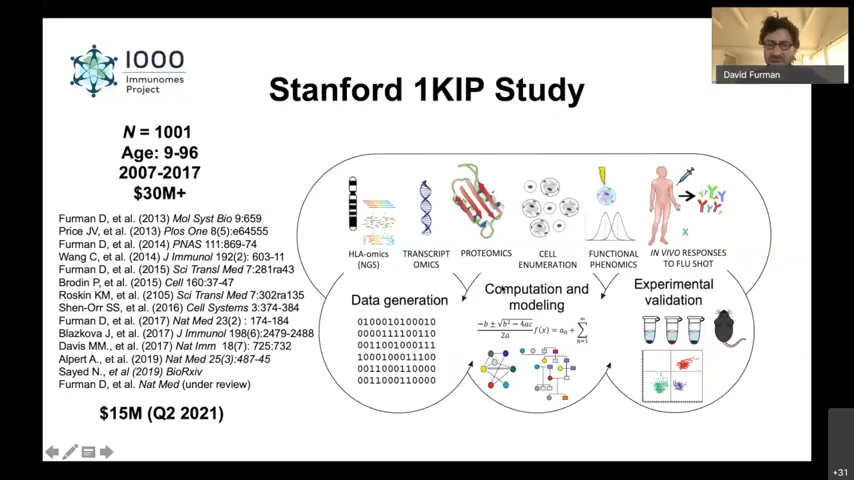 David Furman
1000
Immunomes
Project
Stanford 1KIP Study
N = 1001
Age: 9-96
2007-2017
$30M+
Furman D, et al. (2013) Mol Syst Bio 9:659
Price JV, et al. (2013) Plos One 8(5):e64555
Furman D, et al. (2014) PNAS 111:869-74
Wang C, et al. (2014) J Immunol 192(2): 603-11
Furman D, et al. (2015) Sci Transl Med 7:281ra43
Brodin P, et al. (2015) Cell 160:37-47
Roskin KM, et al. (2105) Sci Transl Med 7:302ra135
Shen-Orr SS, et al. (2016) Cell Systems 3:374-384
Furman D, et al. (2017) Nat Med 23(2) : 174-184
Blazkova J, et al. (2017) J Immunol 198(6):2479-2488
Davis MM., et al. (2017) Nat Imm 18(7): 725:732
Alpert A., et al. (2019) Nat Med 25(3):487-45
Sayed N., et al (2019) BioRxiv
Furman D, et al. Nat Med (under review)
$15M (Q2 2021)
HLA-omics
(NGS)
TRANSCRIPT
OMICS
PROTEOMICS
CELL
ENUMERATION
FUNCTIONAL
PHENOMICS
x
IN VIVO RESPONSES
TO FLU SHOT
Data generation
0100010100010
0000111100110
0011001000111
1000100011100
0011000110000
0011000110000
Computation and
modeling
-b ± √b² − 4ac
2a
f(x) = a₀ + ∑
∞
n=1
Experimental
validation
+31